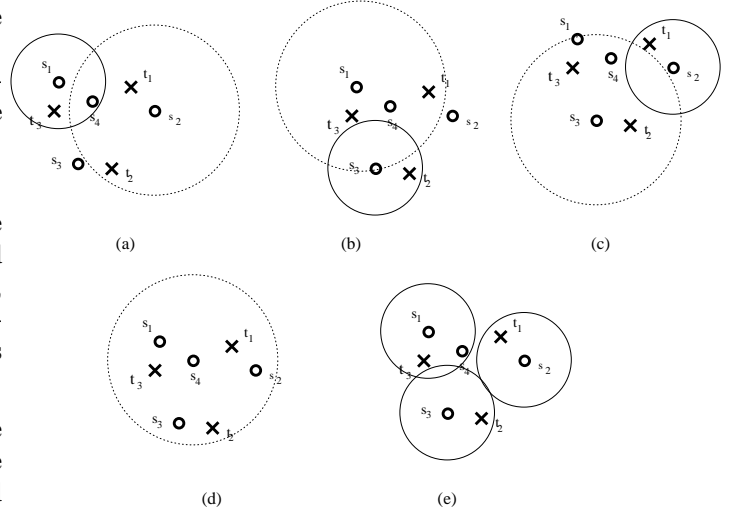 s1 t1 t3 s4 s2 s3 t2
(a)
s1 t1 t3 s4 s2 s3 t2
(b)
s1 t1 t3 s4 s2 s3 t2
(c)
s1 t1 t3 s4 s2 s3 t2
(d)
s1 t1 t3 s4 s2 s3 t2
(e)